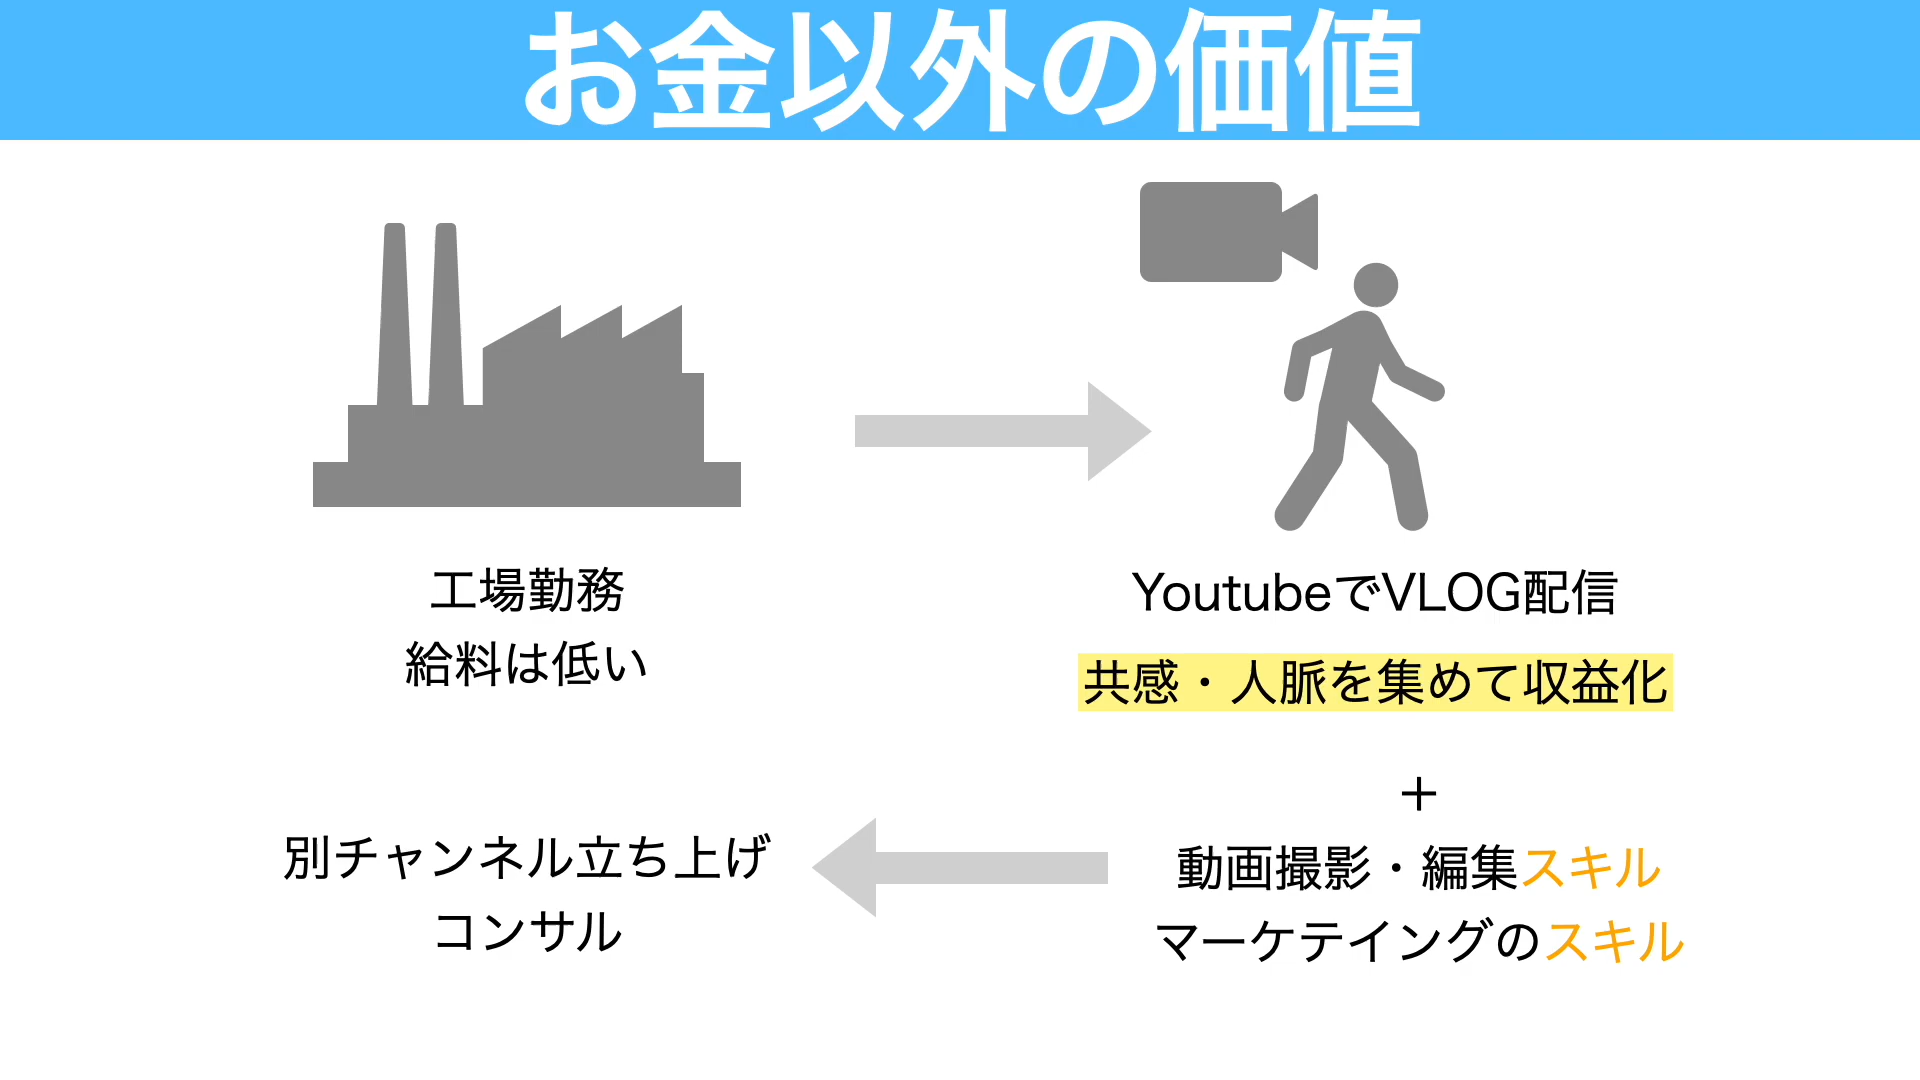 お金以外の価値
工場勤務
給料は低い
YoutubeでVLOG配信
共感・人脈を集めて収益化
+
動画撮影・編集スキル
マーケテイングのスキル
別チャンネル立ち上げ
コンサル